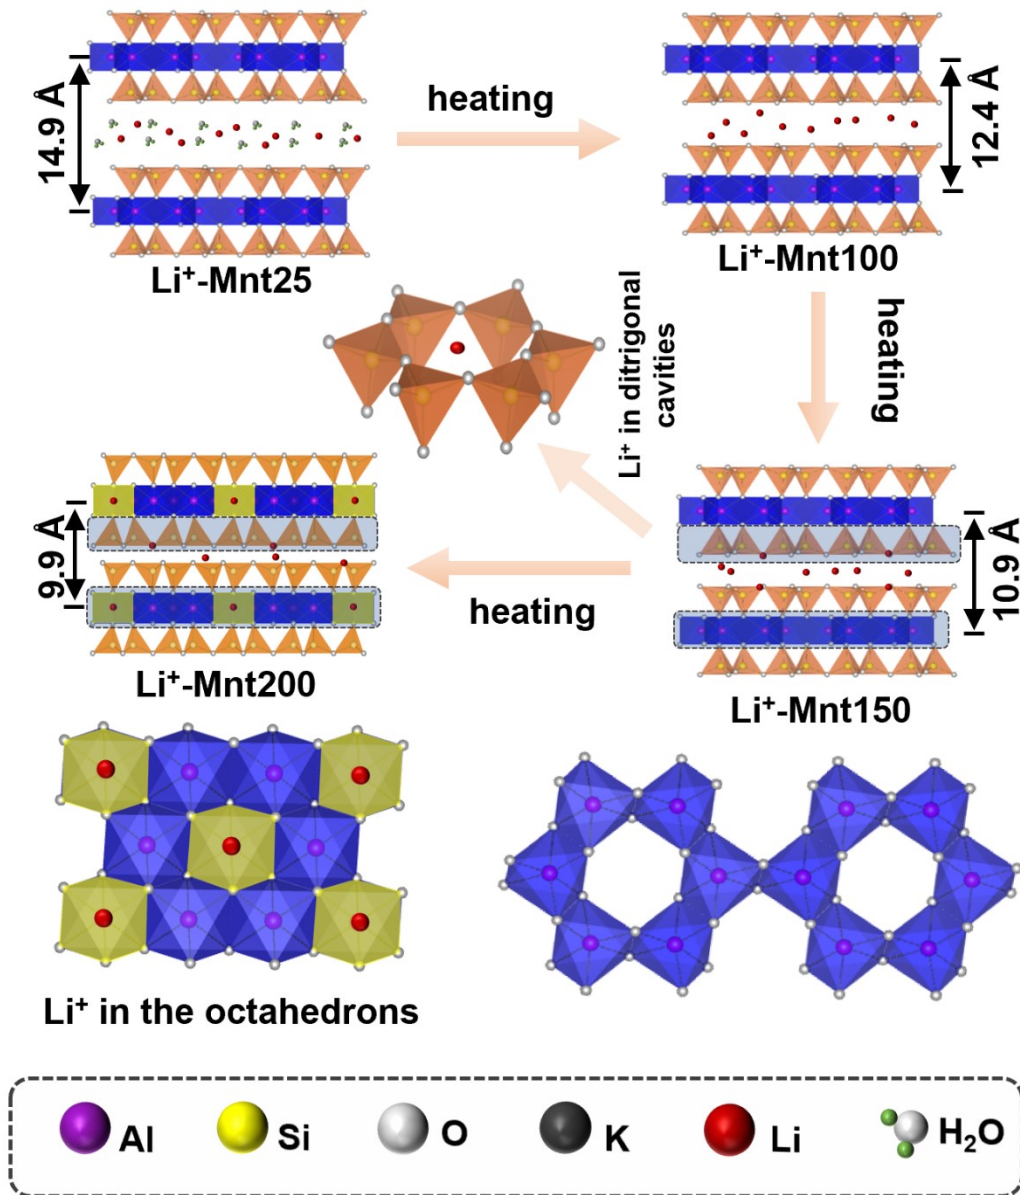 14.9 Å
heating
12.4 Å
Li⁺-Mnt25
Li⁺-Mnt100
heating
Li⁺ in ditrigonal
cavities
9.9 Å
10.9 Å
heating
Li⁺-Mnt200
Li⁺-Mnt150
Li⁺ in the octahedrons
Al
Si
O
K
Li
H₂O